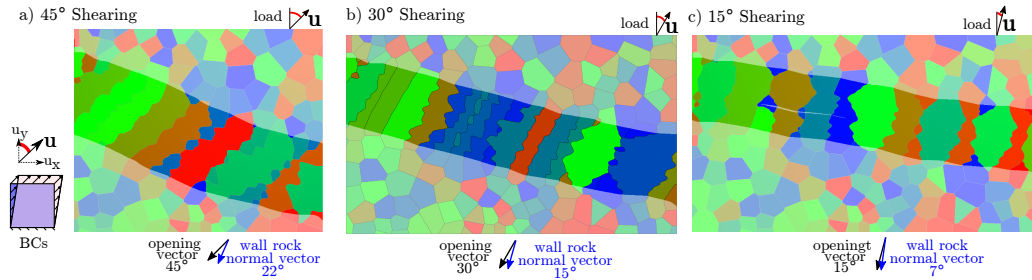 a) 45° Shearing
load u
b) 30° Shearing
load u
c) 15° Shearing
load u
u_y
u
u_x
BCs
opening
vector
45°
wall rock
normal vector
22°
opening
vector
30°
wall rock
normal vector
15°
openingt
vector
15°
wall rock
normal vector
7°